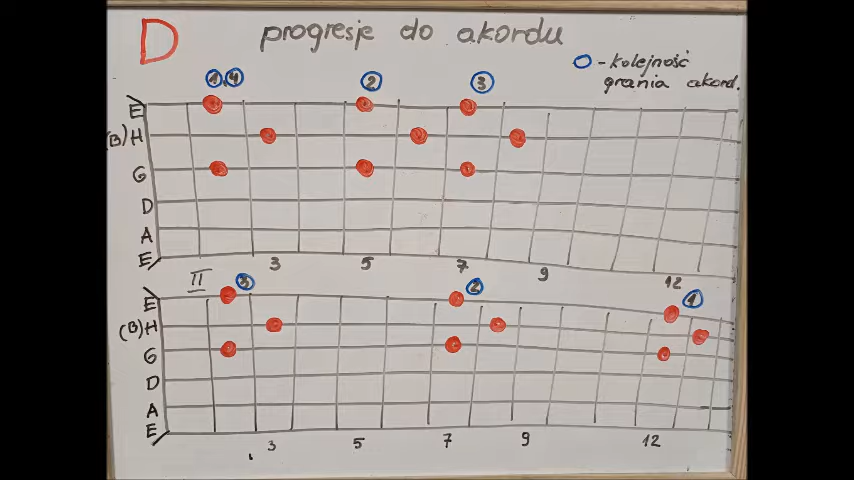 D progresje do akordu
O - kolejność
grania akord.
1,4 2 3
E
(B) H
G
D
A
E
3 5 7 9 12
II 3 2 1
E
(B) H
G
D
A
E
3 5 7 9 12